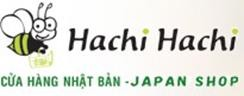 Hachi Hachi
CỬA HÀNG NHẬT BẢN - JAPAN SHOP